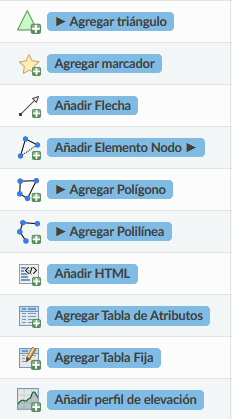 ► Agregar triángulo
Agregar marcador
Añadir Flecha
Añadir Elemento Nodo ►
► Agregar Polígono
► Agregar Polilínea
Añadir HTML
Agregar Tabla de Atributos
Agregar Tabla Fija
Añadir perfil de elevación